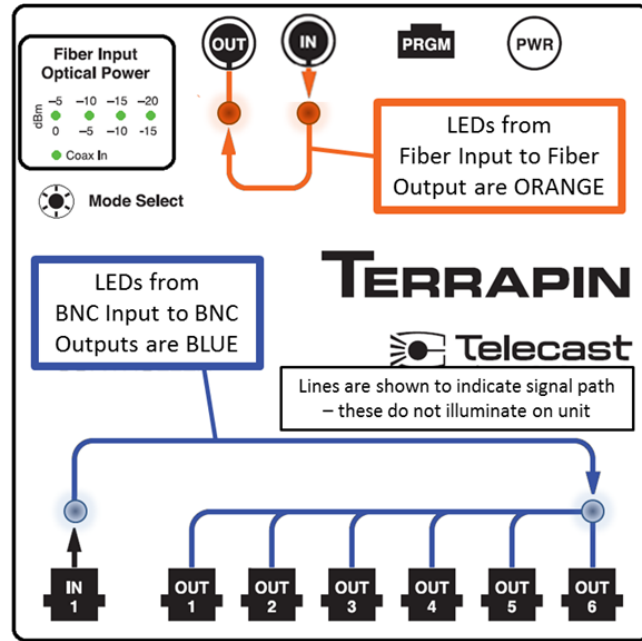 Fiber Input
Optical Power
dBm
–5 –10 –15 –20
0 –5 –10 –15
Coax In
OUT
IN
PRGM
PWR
LEDs from
Fiber Input to Fiber
Output are ORANGE
Mode Select
LEDs from
BNC Input to BNC
Outputs are BLUE
TERRAPIN
Telecast
Lines are shown to indicate signal path
– these do not illuminate on unit
IN
1
OUT
1
OUT
2
OUT
3
OUT
4
OUT
5
OUT
6